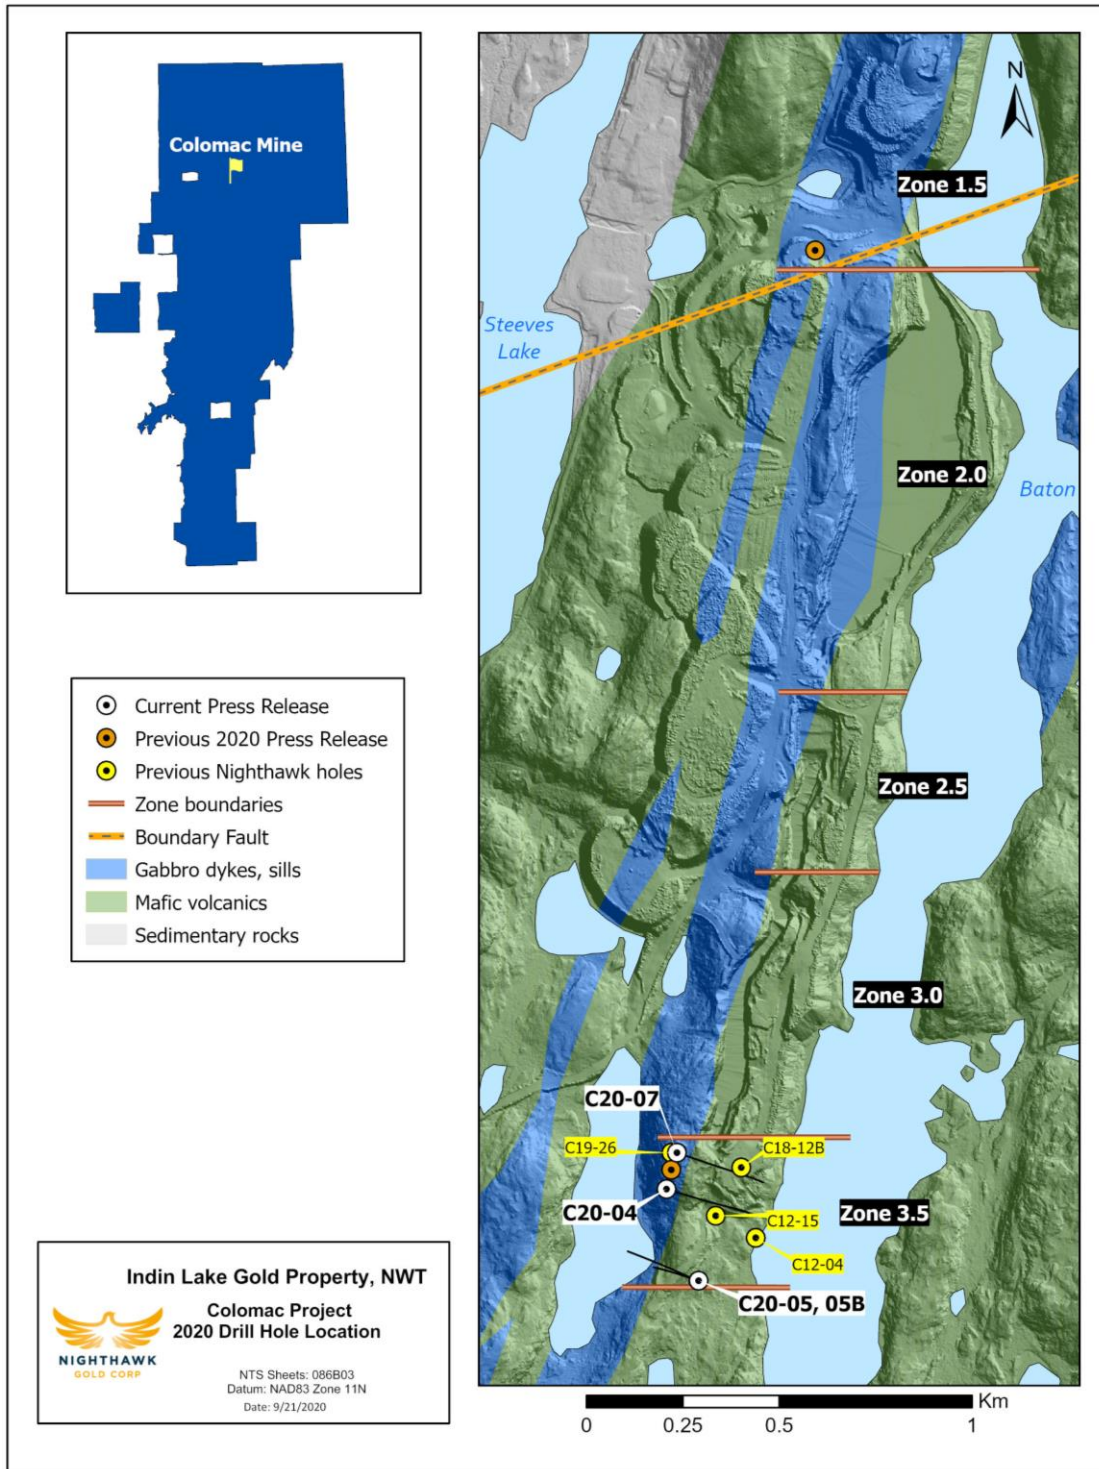 Colomac Mine
Current Press Release
Previous 2020 Press Release
Previous Nighthawk holes
Zone boundaries
Boundary Fault
Gabbro dykes, sills
Mafic volcanics
Sedimentary rocks
Indin Lake Gold Property, NWT
Colomac Project
2020 Drill Hole Location
NIGHTHAWK
GOLD CORP
NTS Sheets: 086B03
Datum: NAD83 Zone 11N
Date: 9/21/2020
N
Zone 1.5
Steeves
Lake
Zone 2.0
Baton
Zone 2.5
Zone 3.0
C20-07
C19-26
C18-12B
C20-04
C12-15
Zone 3.5
C12-04
C20-05, 05B
Km
0
0.25
0.5
1